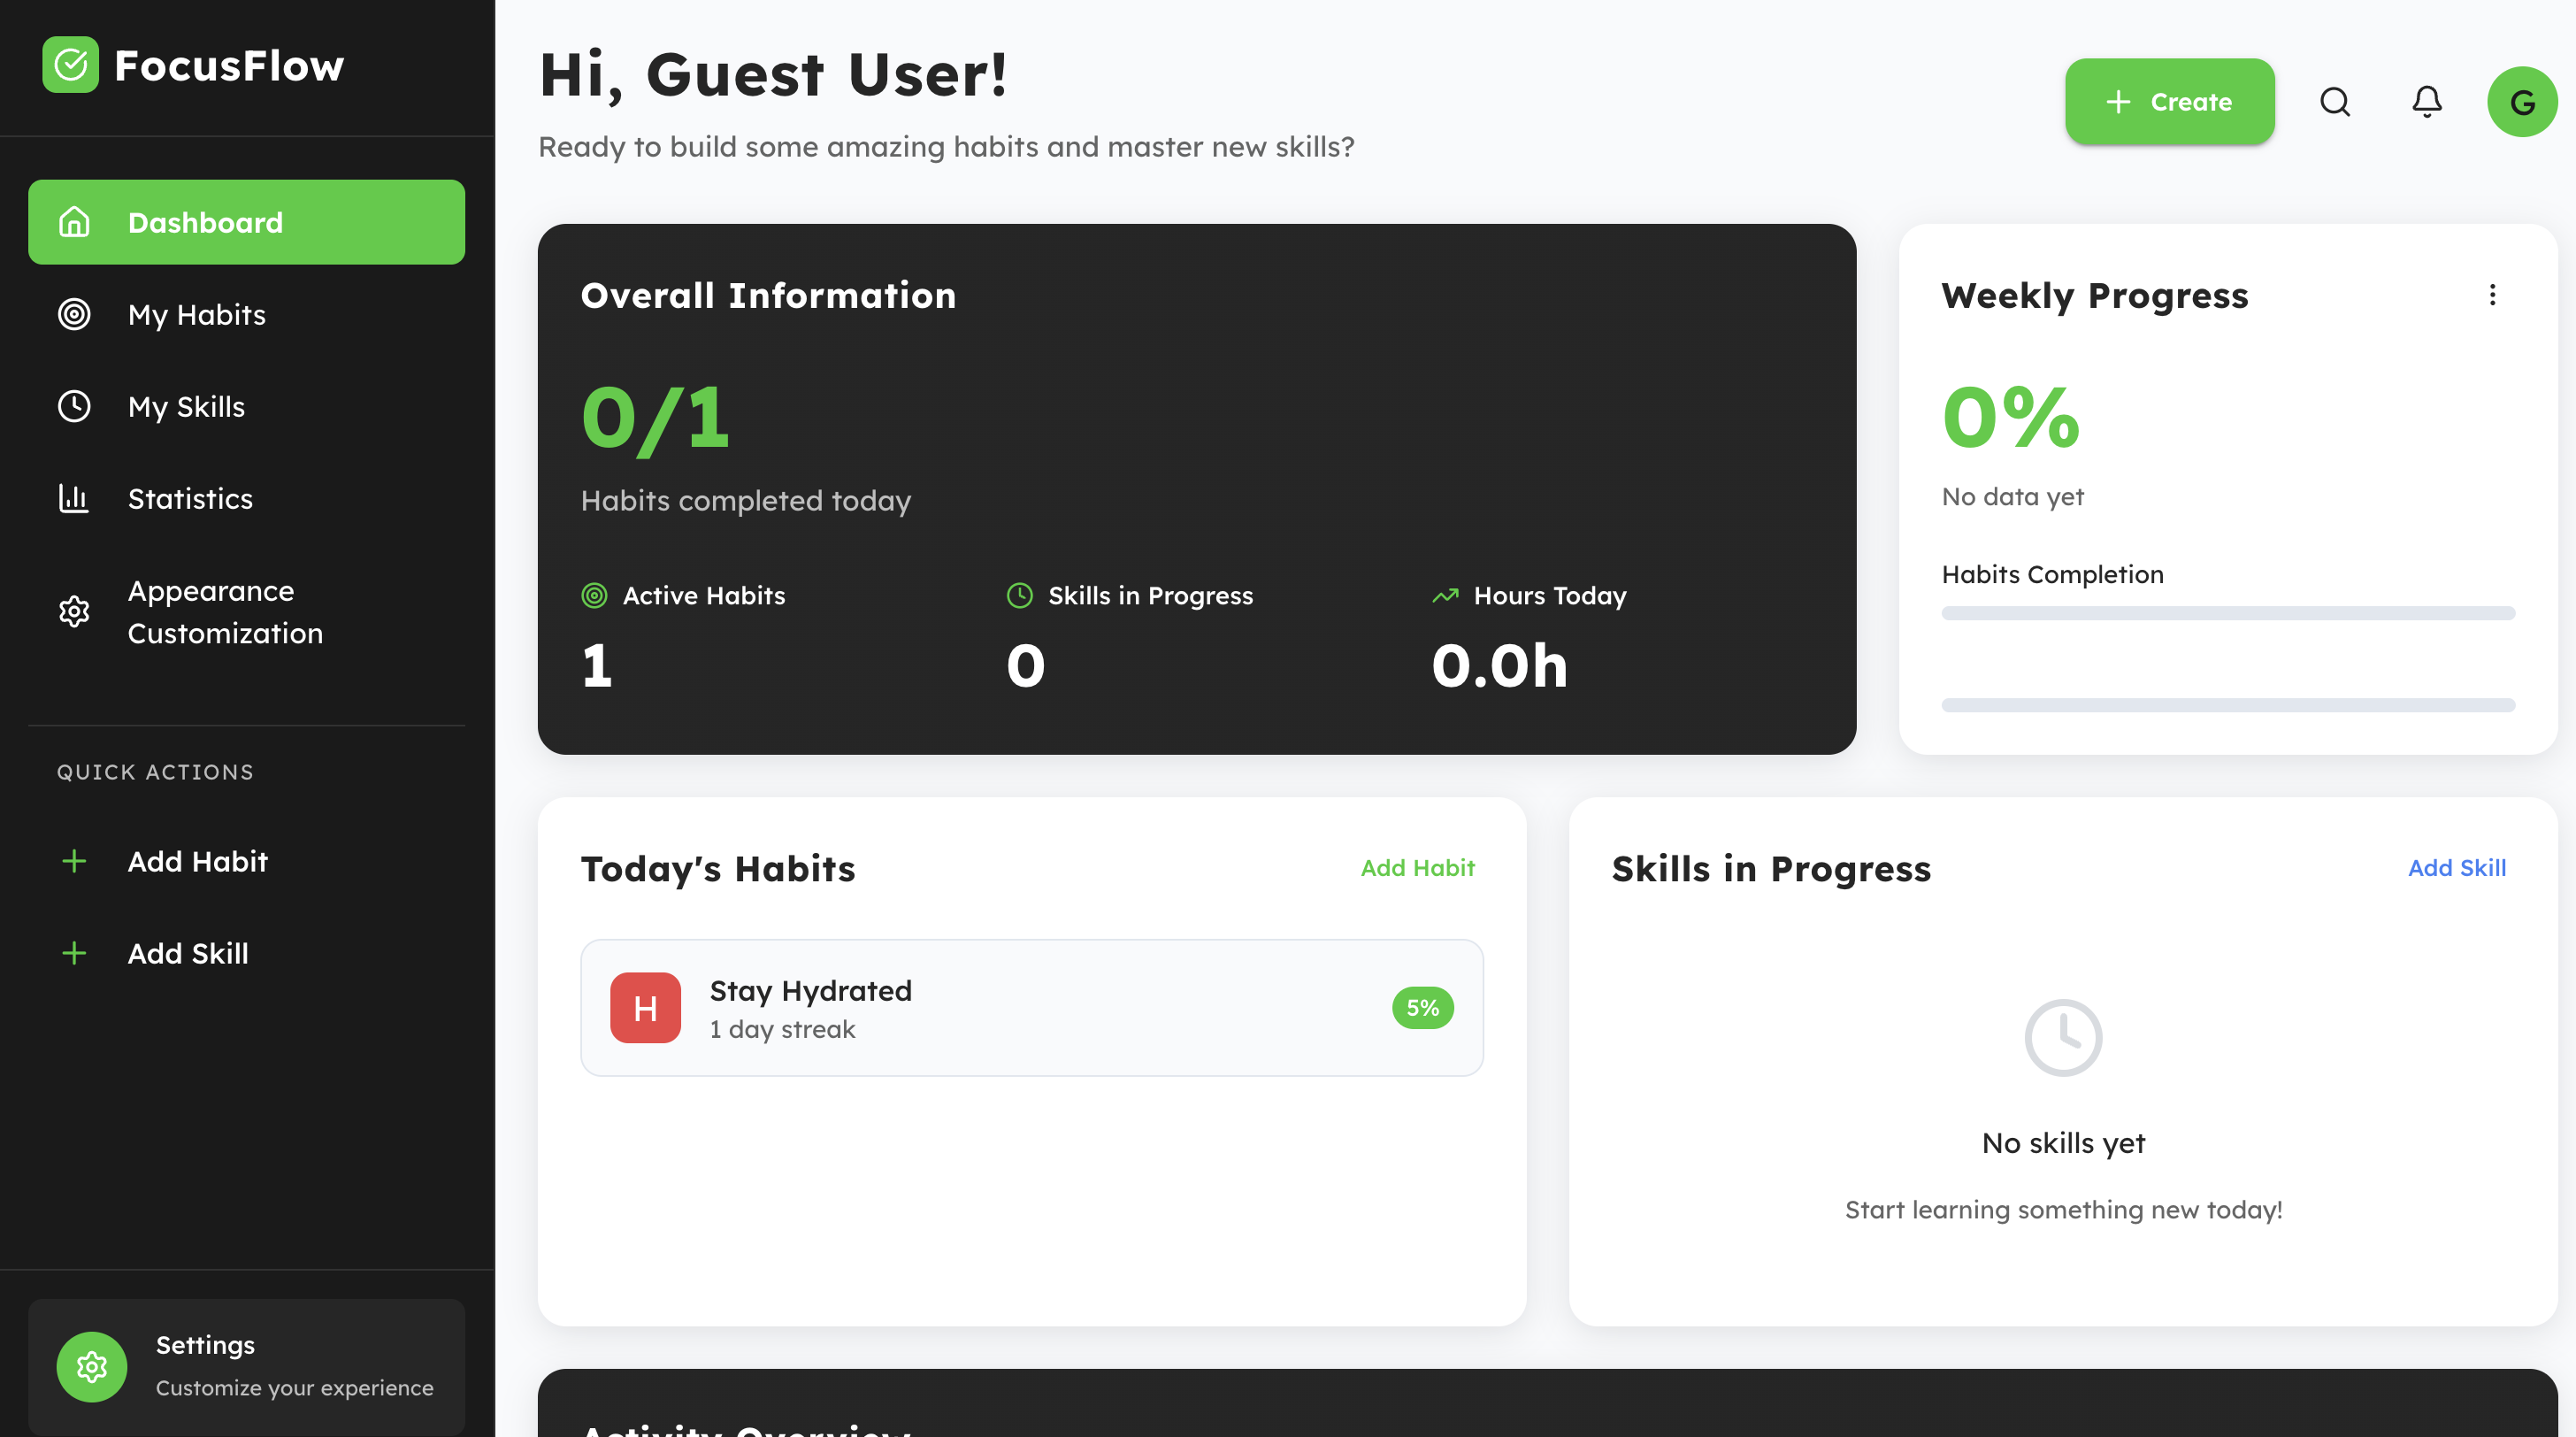 FocusFlow
Dashboard
My Habits
My Skills
Statistics
Appearance
Customization
QUICK ACTIONS
Add Habit
Add Skill
Settings
Customize your experience
Hi, Guest User!
Ready to build some amazing habits and master new skills?
Create
G
Overall Information
0/1
Habits completed today
Active Habits
1
Skills in Progress
0
Hours Today
0.0h
Weekly Progress
0%
No data yet
Habits Completion
Today's Habits
Add Habit
H
Stay Hydrated
1 day streak
5%
Skills in Progress
Add Skill
No skills yet
Start learning something new today!
Activity Overview